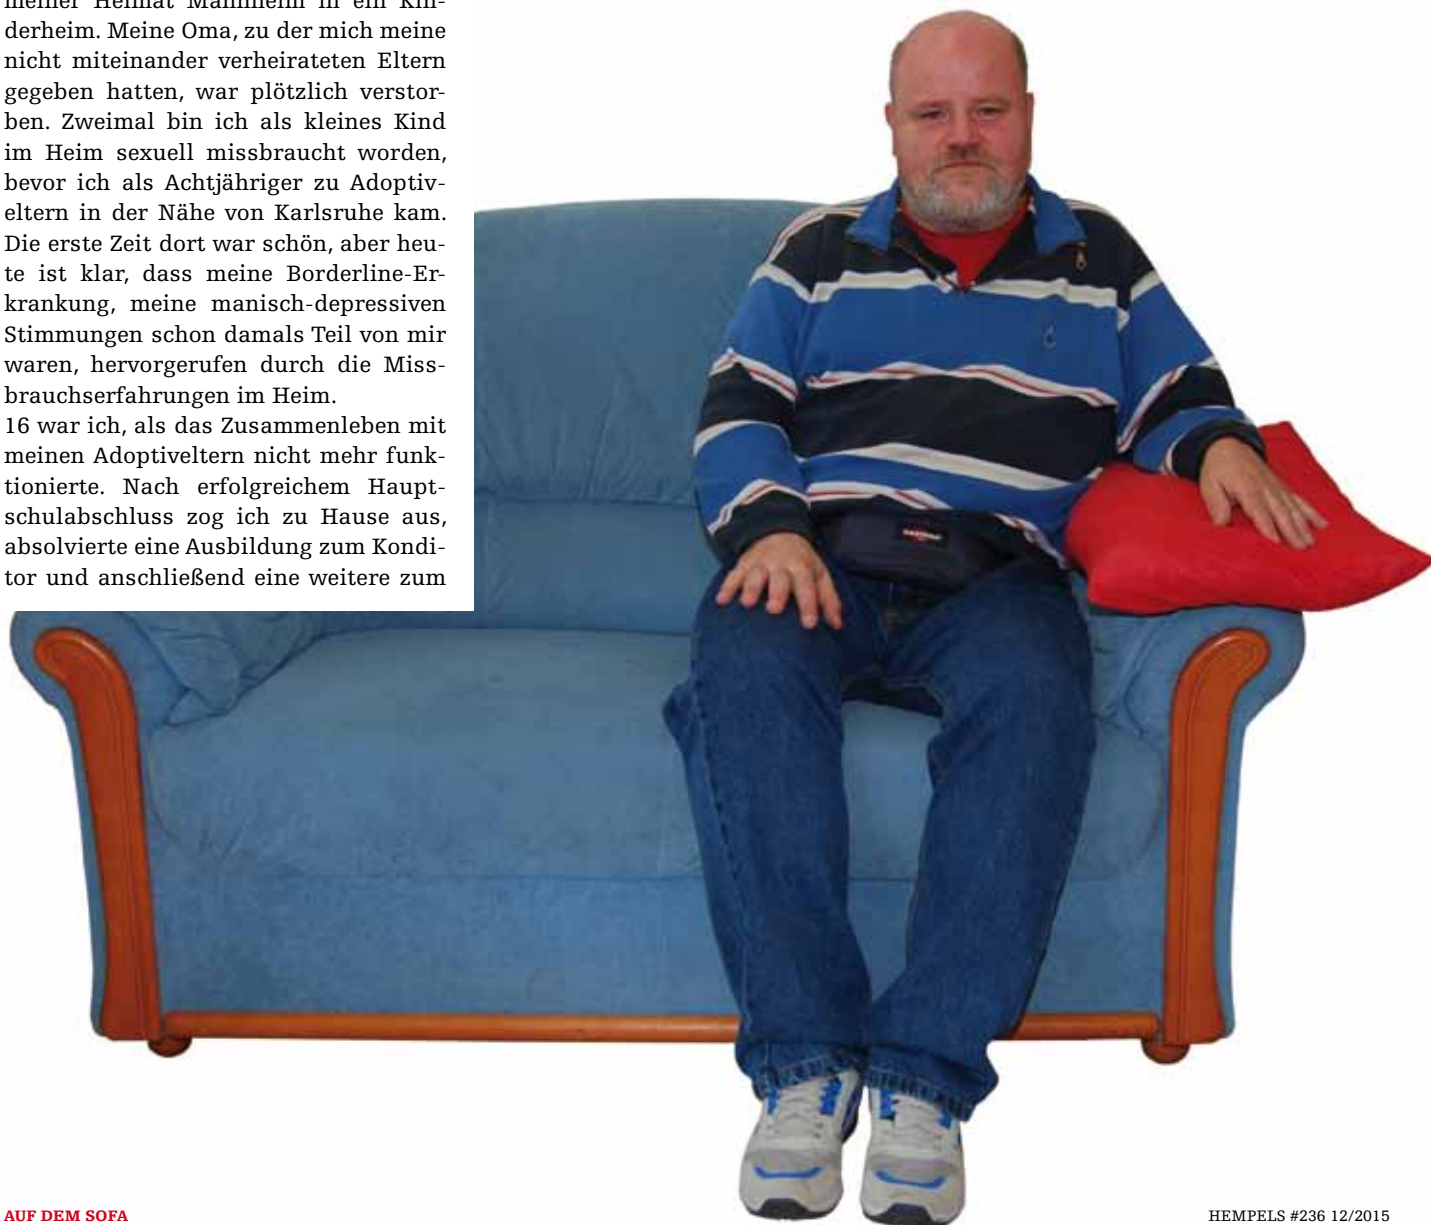 meiner Heimat Mannheim in ein Kin-
derheim. Meine Oma, zu der mich meine
nicht miteinander verheirateten Eltern
gegeben hatten, war plötzlich verstor-
ben. Zweimal bin ich als kleines Kind
im Heim sexuell missbraucht worden,
bevor ich als Achtjähriger zu Adoptiv-
eltern in der Nähe von Karlsruhe kam.
Die erste Zeit dort war schön, aber heu-
te ist klar, dass meine Borderline-Er-
krankung, meine manisch-depressiven
Stimmungen schon damals Teil von mir
waren, hervorgerufen durch die Miss-
brauchserfahrungen im Heim.
16 war ich, als das Zusammenleben mit
meinen Adoptiveltern nicht mehr funk-
tionierte. Nach erfolgreichem Haupt-
schulabschluss zog ich zu Hause aus,
absolvierte eine Ausbildung zum Kondi-
tor und anschließend eine weitere zum
AUF DEM SOFA
HEMPELS #236 12/2015